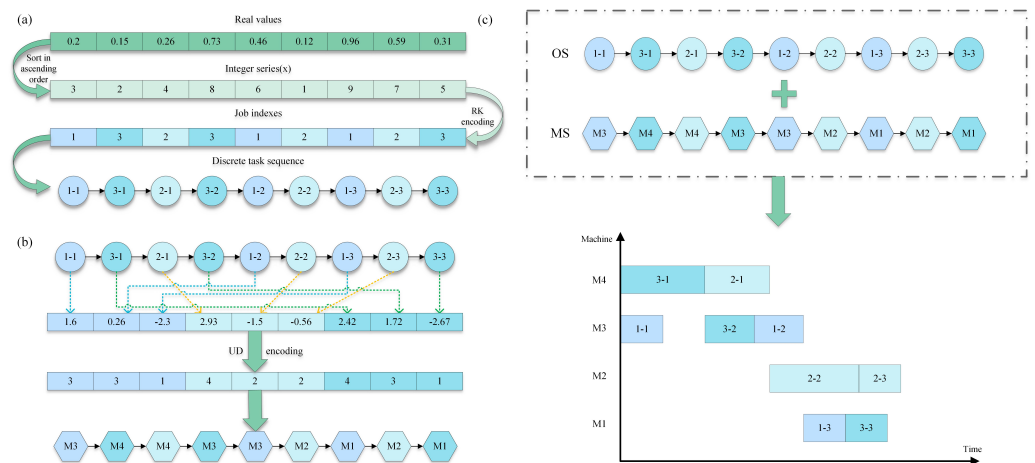 (a)
Real values
0.2 0.15 0.26 0.73 0.46 0.12 0.96 0.59 0.31
Sort in
ascending
order
Integer series(x)
3 2 4 8 6 1 9 7 5
RK
encoding
Job indexes
1 3 2 3 1 2 1 2 3
Discrete task sequence
1-1 3-1 2-1 3-2 1-2 2-2 1-3 2-3 3-3
(b)
1-1 3-1 2-1 3-2 1-2 2-2 1-3 2-3 3-3
1.6 0.26 -2.3 2.93 -1.5 -0.56 2.42 1.72 -2.67
UD encoding
3 3 1 4 2 2 4 3 1
M3 M4 M4 M3 M3 M2 M1 M2 M1
(c)
OS 1-1 3-1 2-1 3-2 1-2 2-2 1-3 2-3 3-3
MS M3 M4 M4 M3 M3 M2 M1 M2 M1
Machine
M4 3-1 2-1
M3 1-1 3-2 1-2
M2 2-2 2-3
M1 1-3 3-3
Time